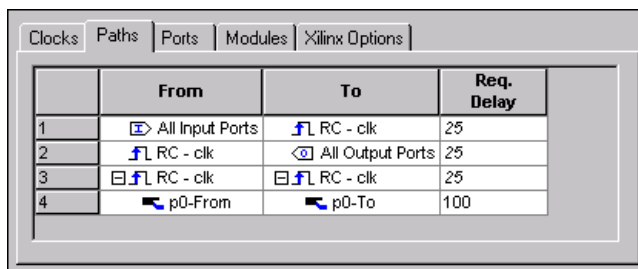 Clocks Paths Ports Modules Xilinx Options
From To Req. Delay
1 All Input Ports RC - clk 25
2 RC - clk All Output Ports 25
3 RC - clk RC - clk 25
4 p0-From p0-To 100